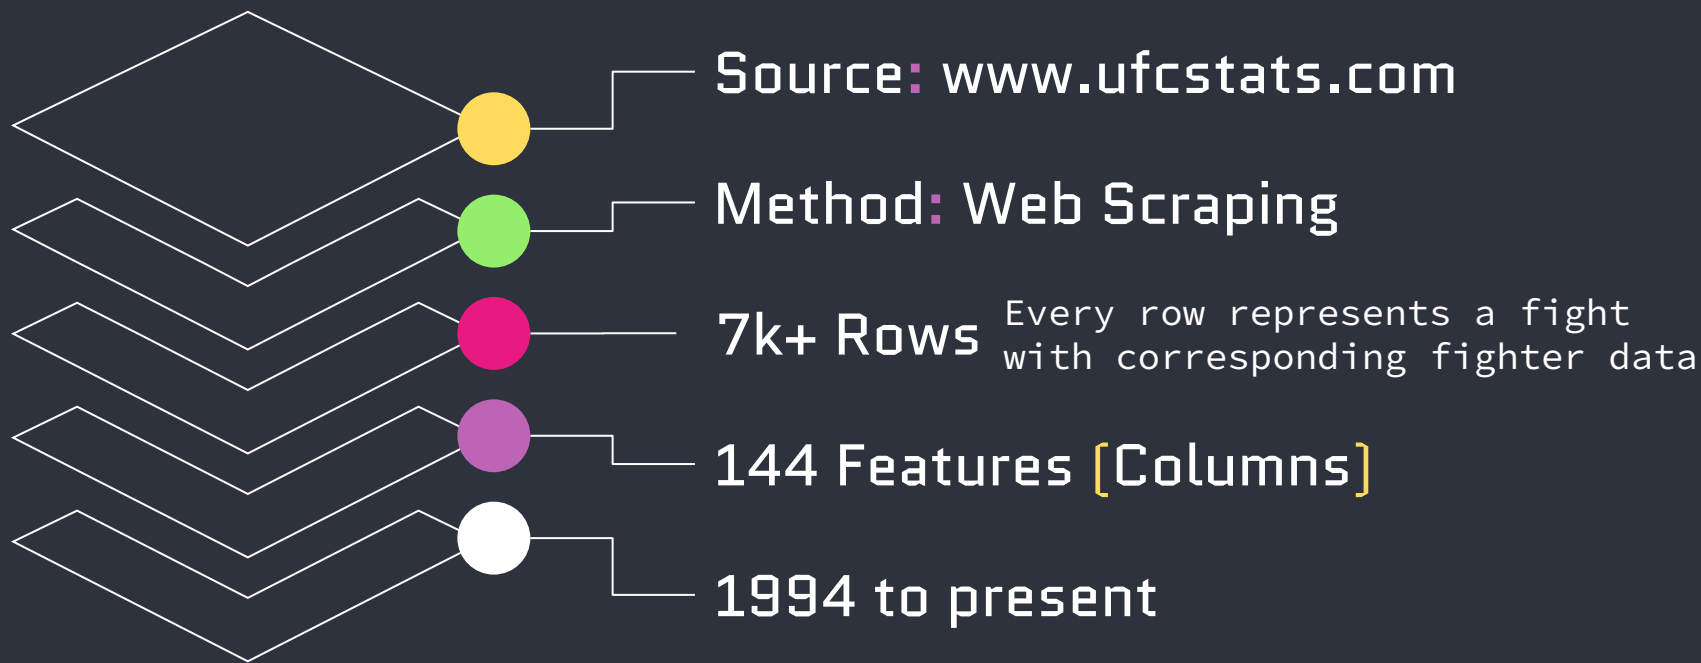 Source: www.ufcstats.com
Method: Web Scraping
7k+ Rows
Every row represents a fight
with corresponding fighter data
144 Features [Columns]
1994 to present